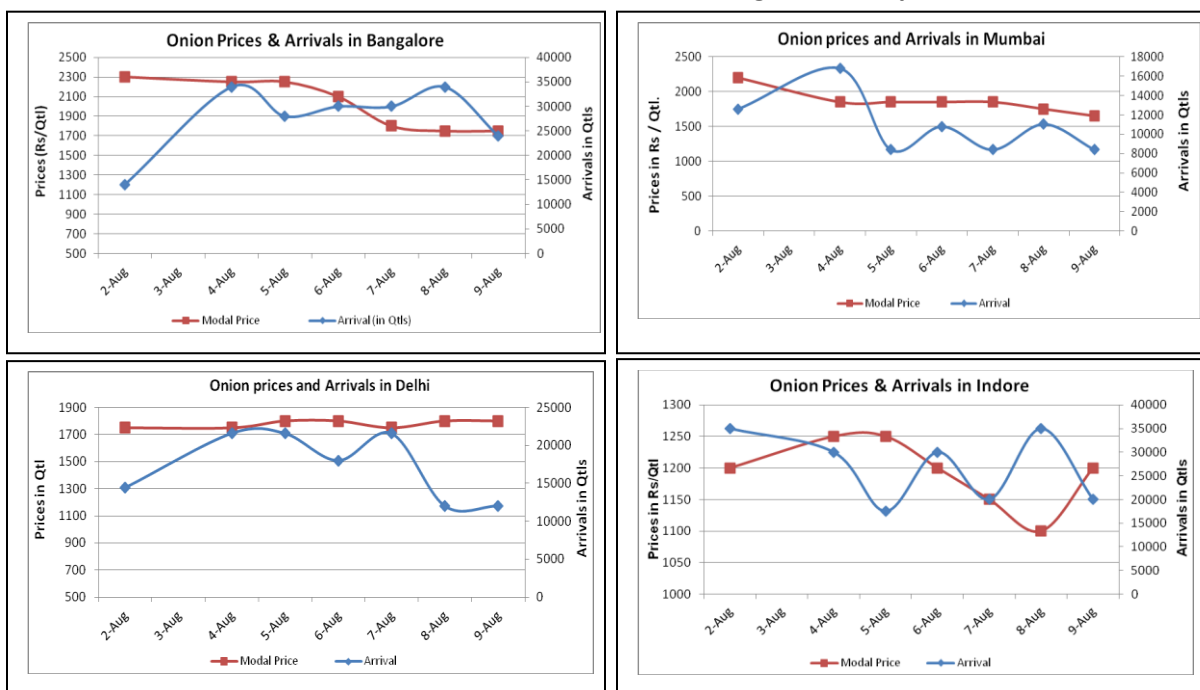 Onion Prices & Arrivals in Bangalore
Prices (Rs/Qtl)
2500
2300
2100
1900
1700
1500
1300
1100
900
700
500
40000
35000
30000
25000
20000
15000
10000
5000
0
Arrivals in Qtls
2-Aug
3-Aug
4-Aug
5-Aug
6-Aug
7-Aug
8-Aug
9-Aug
Modal Price
Arrival (in Qtls)
Onion prices and Arrivals in Mumbai
Prices in Rs / Qtl.
2500
2000
1500
1000
500
0
18000
16000
14000
12000
10000
8000
6000
4000
2000
0
Arrivals in Qtls
2-Aug
3-Aug
4-Aug
5-Aug
6-Aug
7-Aug
8-Aug
9-Aug
Modal Price
Arrival
Onion prices and Arrivals in Delhi
Prices in Qtl
1900
1700
1500
1300
1100
900
700
500
25000
20000
15000
10000
5000
0
Arrivals in Qtls
2-Aug
3-Aug
4-Aug
5-Aug
6-Aug
7-Aug
8-Aug
9-Aug
Modal Price
Arrival
Onion Prices & Arrivals in Indore
Prices in Rs/Qtl
1300
1250
1200
1150
1100
1050
1000
40000
35000
30000
25000
20000
15000
10000
5000
0
Arrivals in Qtls
2-Aug
3-Aug
4-Aug
5-Aug
6-Aug
7-Aug
8-Aug
9-Aug
Modal Price
Arrival